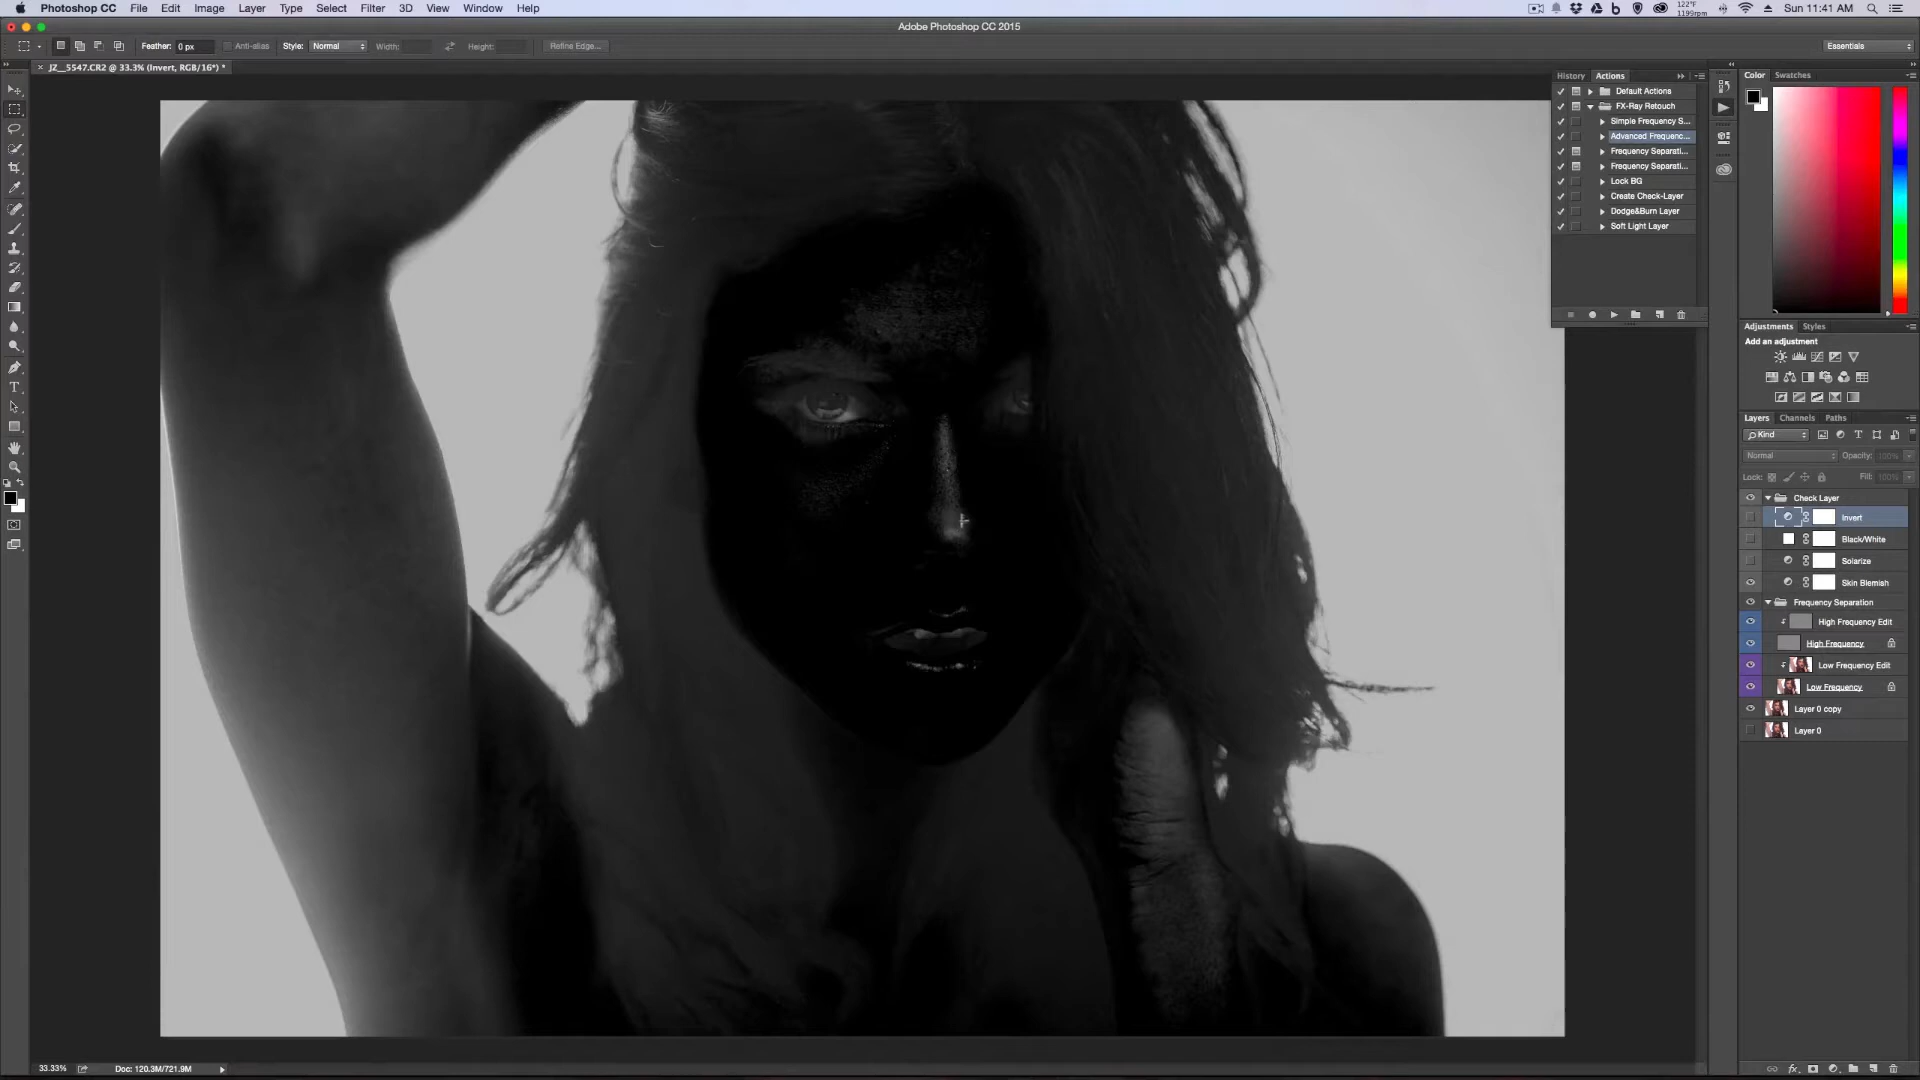 Photoshop CC File Edit Image Layer Type Select Filter 3D View Window Help
122°F
1199rpm
Sun 11:41 AM
Adobe Photoshop CC 2015
Feather: 0 px Anti-alias Style: Normal Width: Height: Refine Edge... Essentials
× JZ__5547.CR2 @ 33.3% (Invert, RGB/16*) *
History Actions
Default Actions
FX-Ray Retouch
Simple Frequency S...
Advanced Frequenc...
Frequency Separati...
Frequency Separati...
Lock BG
Create Check-Layer
Dodge&Burn Layer
Soft Light Layer
Color Swatches
Adjustments Styles
Add an adjustment
Layers Channels Paths
Kind
Normal Opacity: 100%
Lock: Fill: 100%
Check Layer
Invert
Black/White
Solarize
Skin Blemish
Frequency Separation
High Frequency Edit
High Frequency
Low Frequency Edit
Low Frequency
Layer 0 copy
Layer 0
33.33% Doc: 120.3M/721.9M